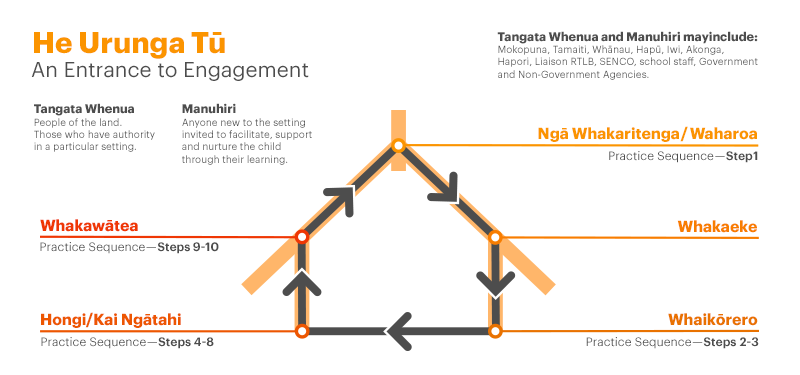 He Urunga Tū
An Entrance to Engagement
Tangata Whenua and Manuhiri mayinclude:
Mokopuna, Tamaiti, Whānau, Hapū, Iwi, Akonga,
Hapori, Liaison RTLB, SENCO, school staff, Government
and Non-Government Agencies.
Tangata Whenua
People of the land.
Those who have authority
in a particular setting.
Manuhiri
Anyone new to the setting
invited to facilitate, support
and nurture the child
through their learning.
Ngā Whakaritenga/Waharoa
Practice Sequence—Step1
Whakawātea
Practice Sequence—Steps 9-10
Whakaeke
Hongi/Kai Ngātahi
Practice Sequence—Steps 4-8
Whaikōrero
Practice Sequence—Steps 2-3